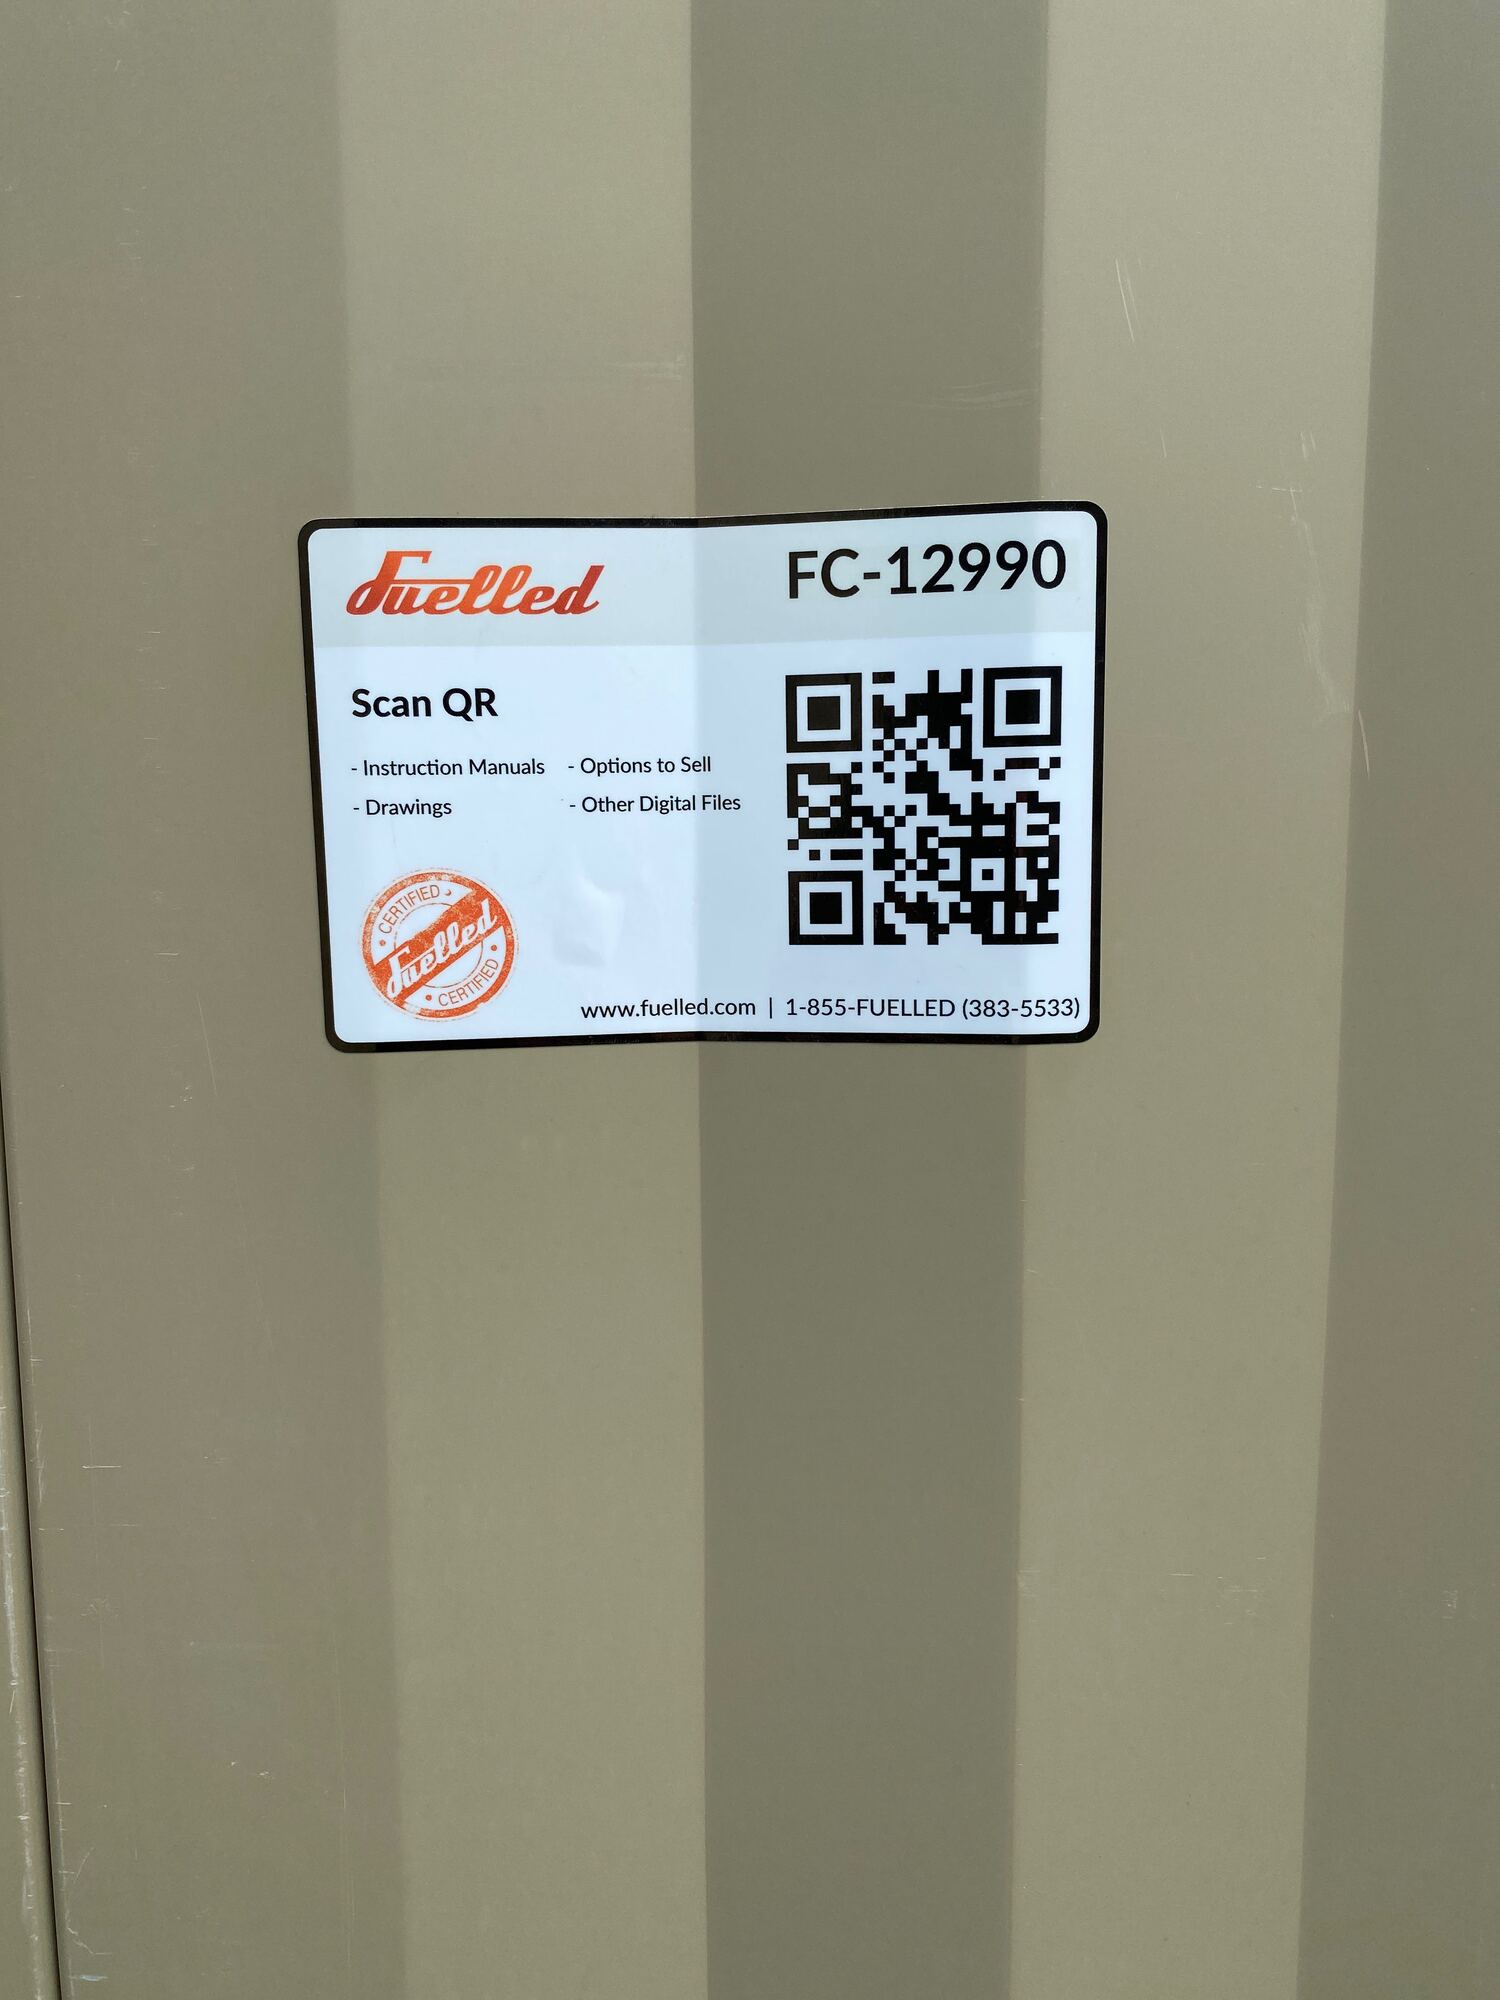 Fuelled
FC-12990
Scan QR
- Instruction Manuals
- Options to Sell
- Drawings
- Other Digital Files
CERTIFIED
Fuelled
CERTIFIED
www.fuelled.com | 1-855-FUELLED (383-5533)